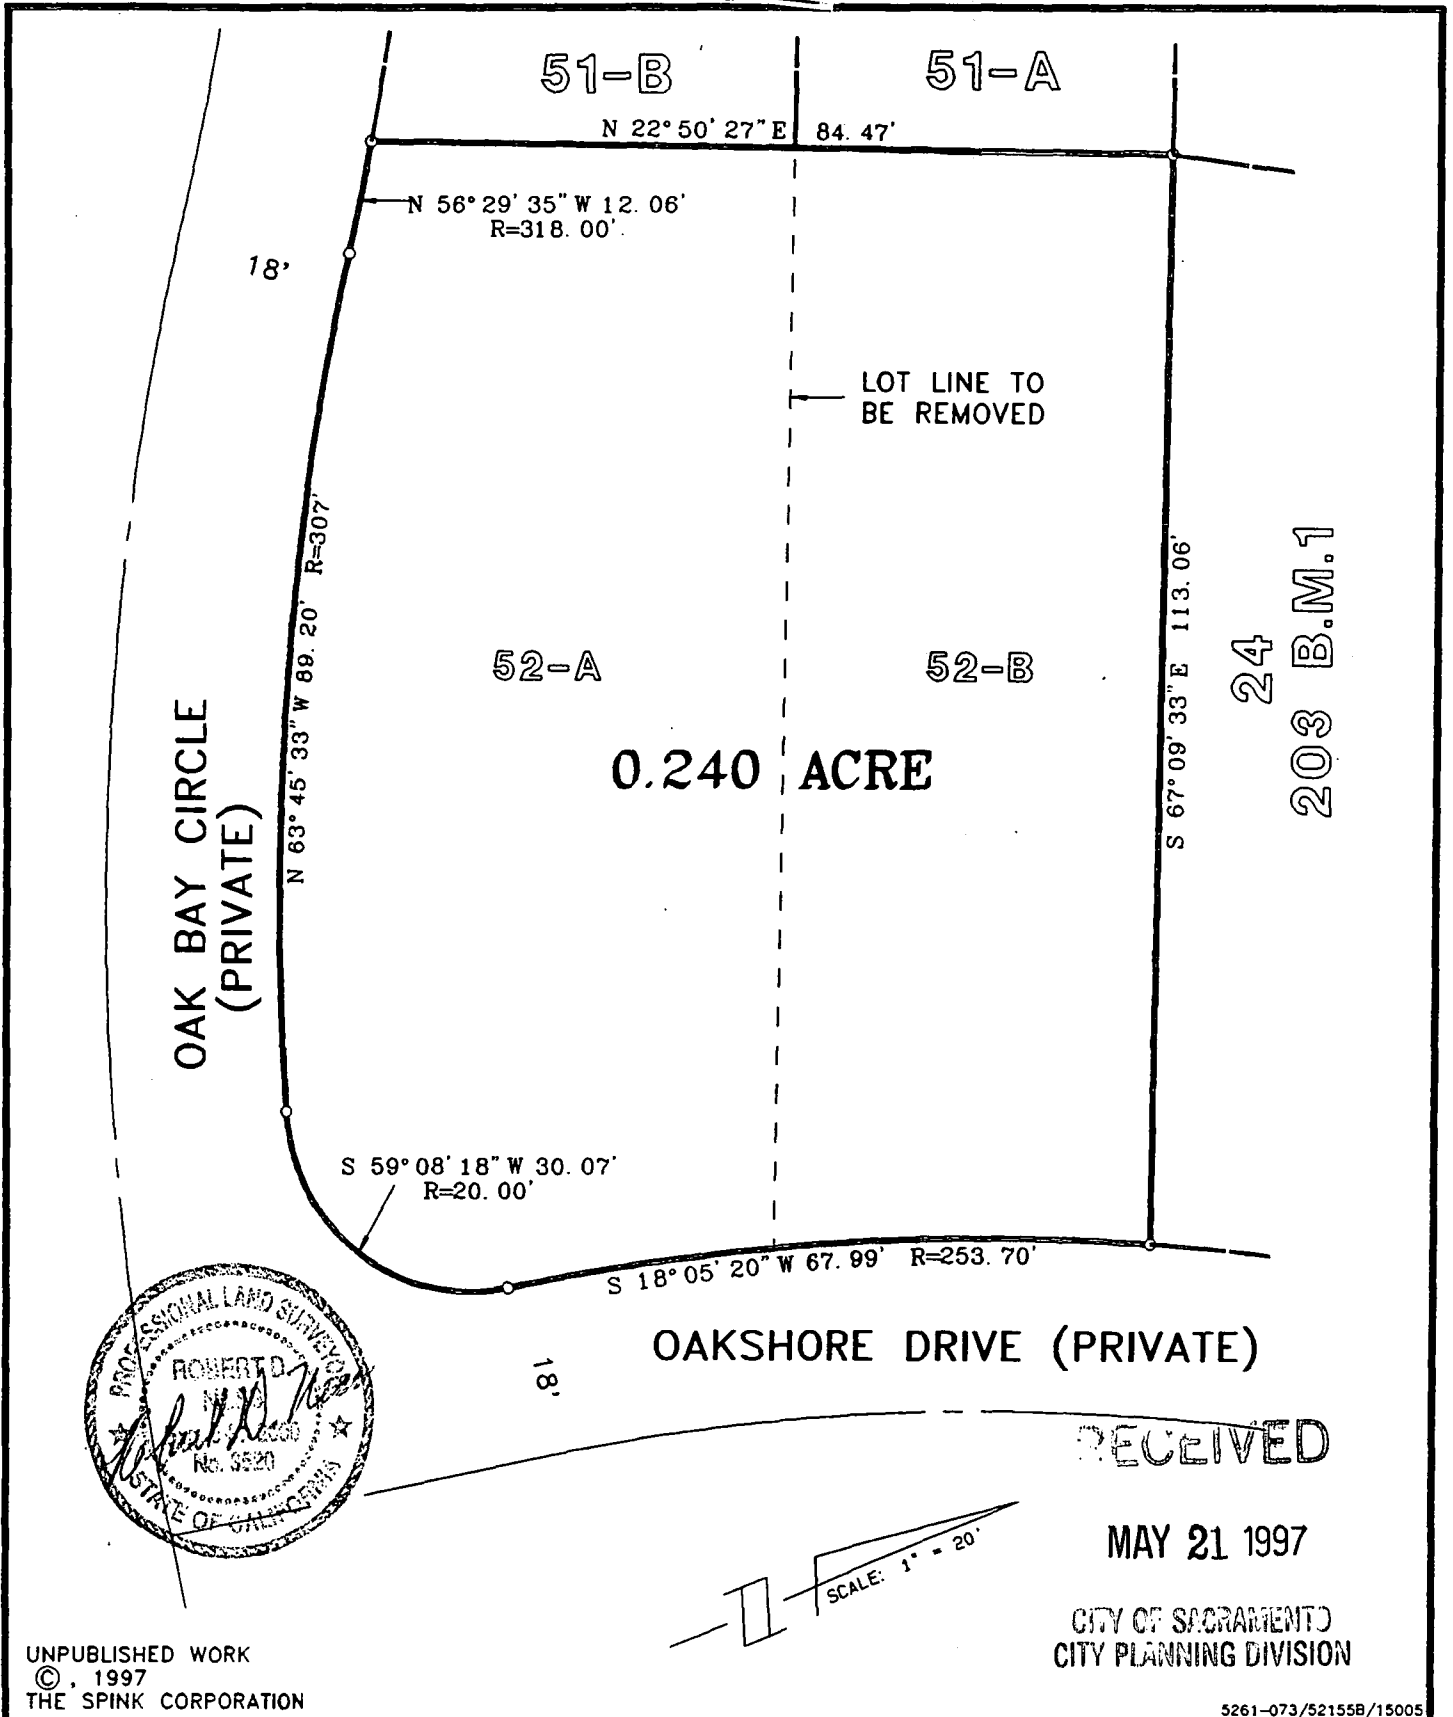 51-B
51-A
N 22° 50' 27" E 84.47'
N 56° 29' 35" W 12.06'
R=318.00'
18'
LOT LINE TO
BE REMOVED
N 63° 45' 33" W 89.20' R=307'
S 67° 09' 33" E 113.06'
24
203 B.M.1
52-A
52-B
0.240 ACRE
OAK BAY CIRCLE
(PRIVATE)
S 59° 08' 18" W 30.07'
R=20.00'
S 18° 05' 20" W 67.99' R=253.70'
OAKSHORE DRIVE (PRIVATE)
18'
PROFESSIONAL LAND SURVEYOR
ROBERT D.
No. 3520
STATE OF CALIFORNIA
RECEIVED
MAY 21 1997
CITY OF SACRAMENTO
CITY PLANNING DIVISION
SCALE: 1" = 20'
UNPUBLISHED WORK
©, 1997
THE SPINK CORPORATION
5261-073/52155B/15005